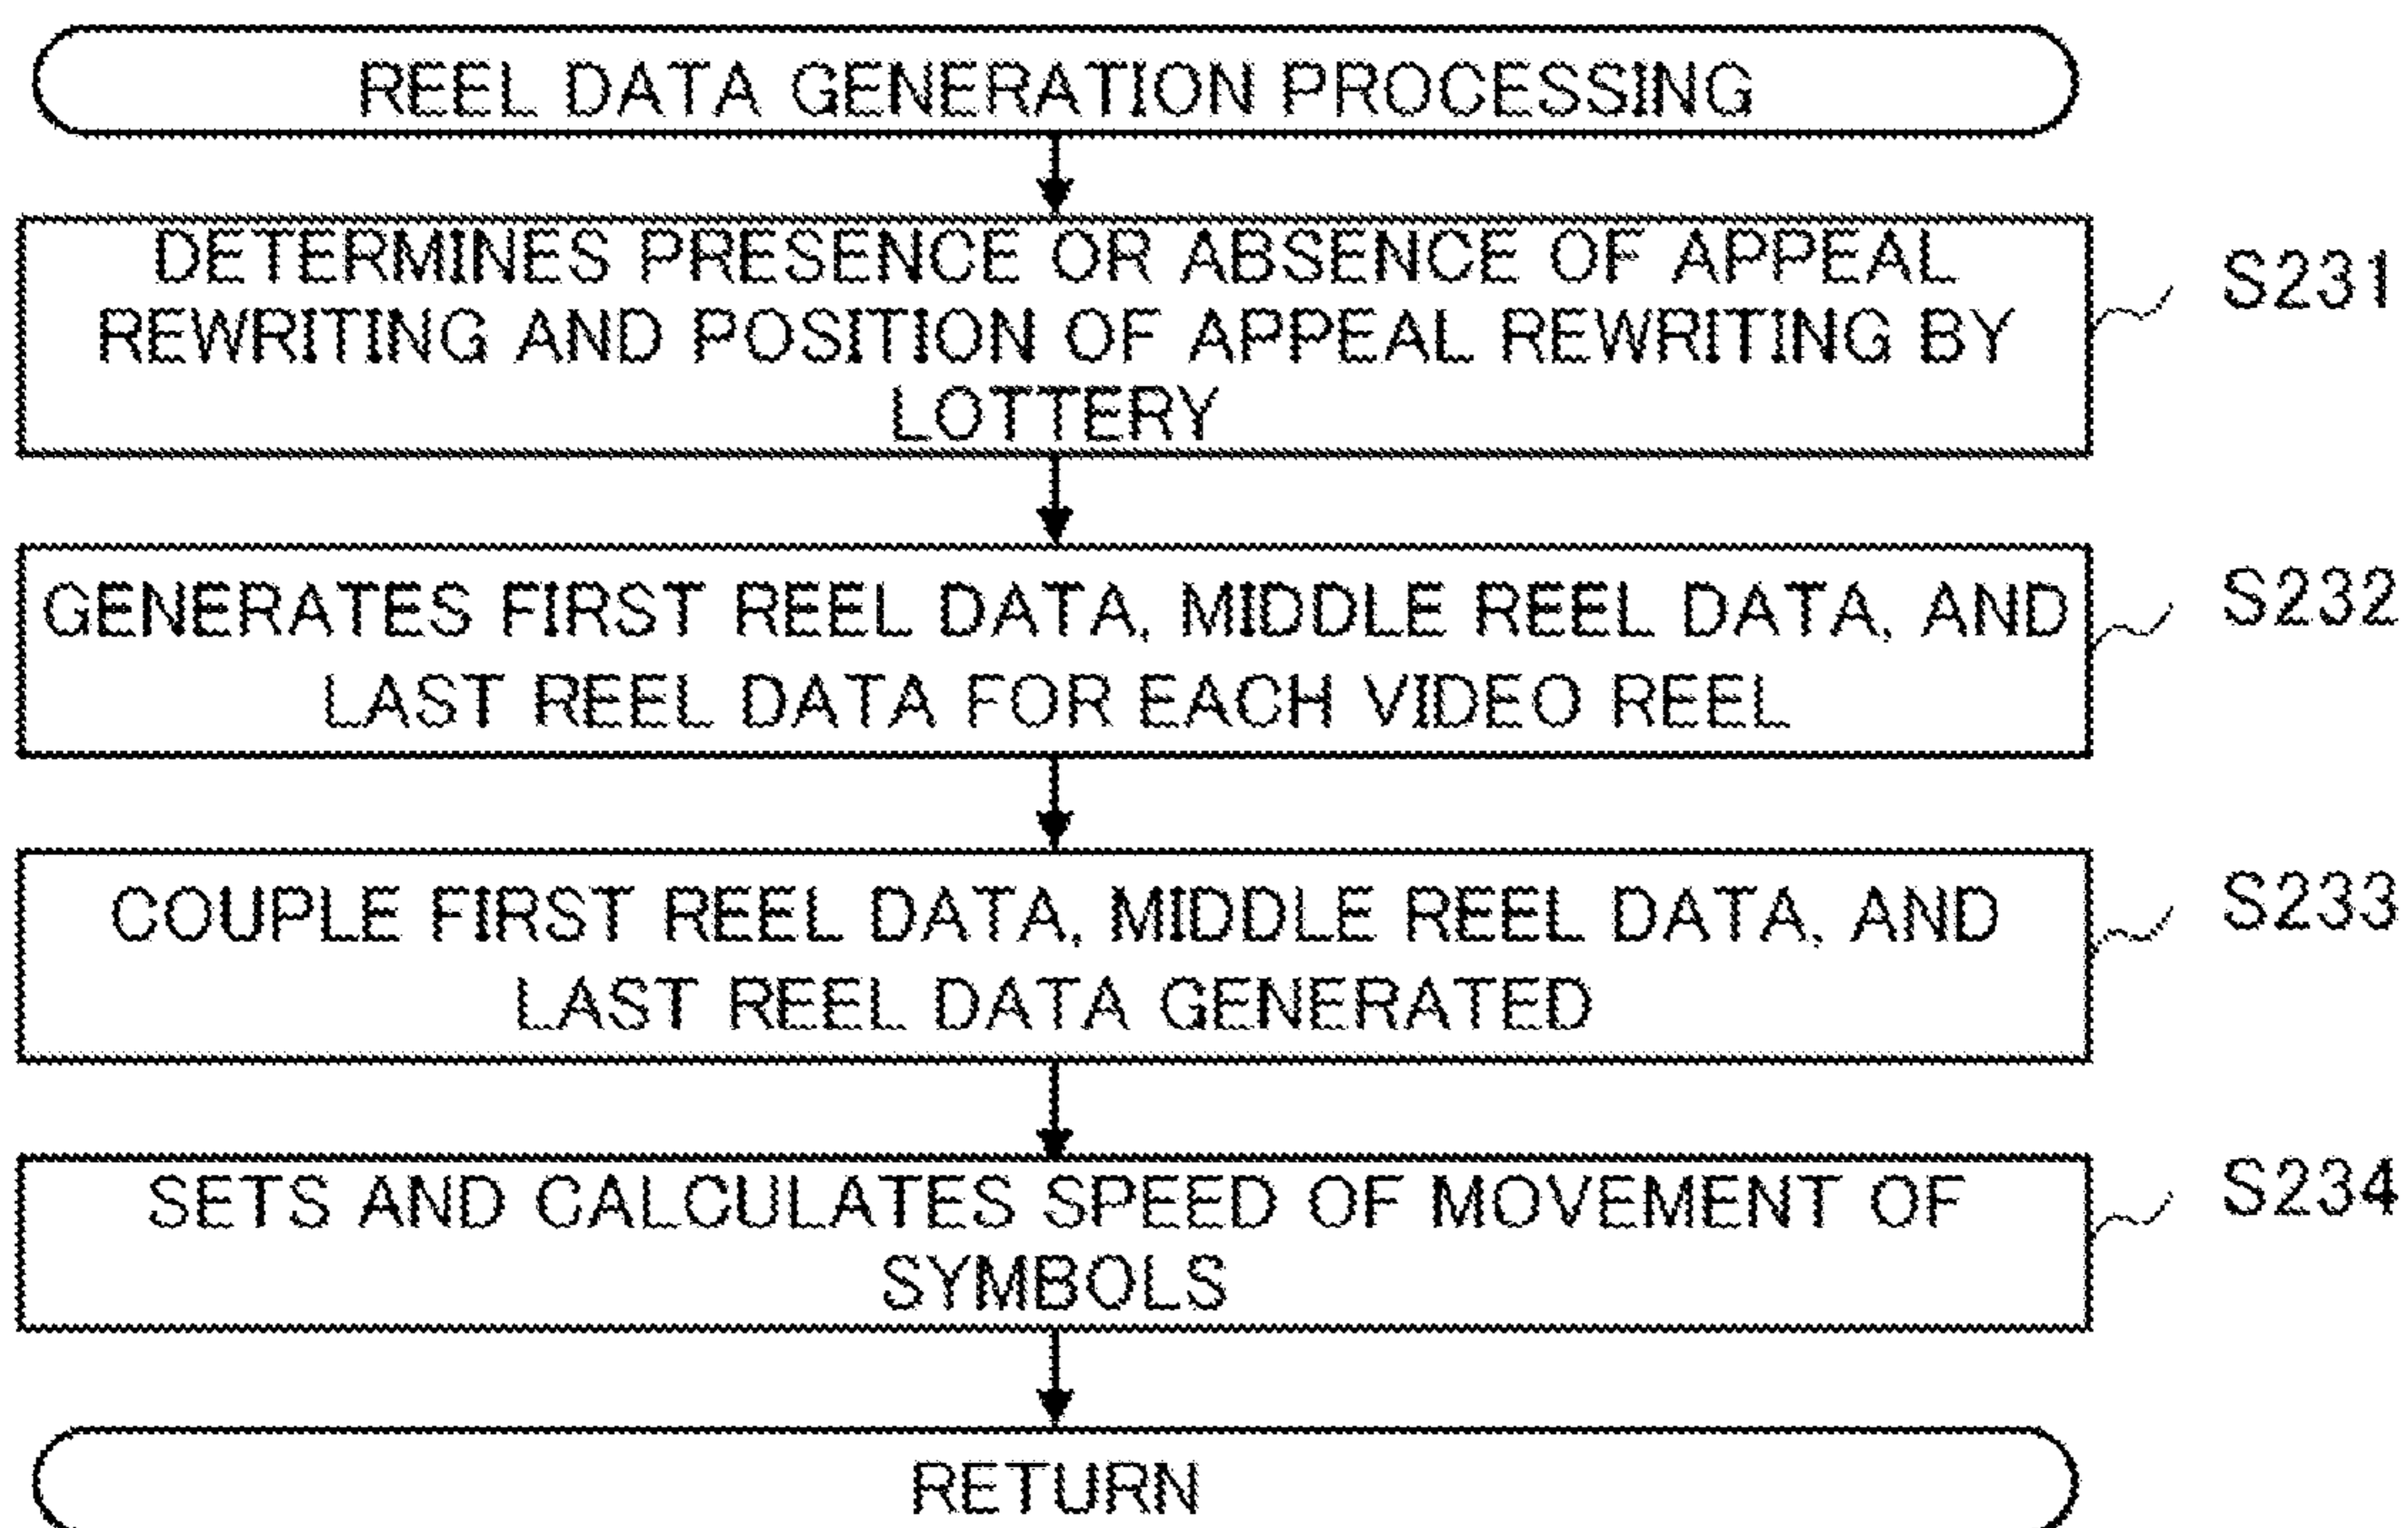 REEL DATA GENERATION PROCESSING
DETERMINES PRESENCE OR ABSENCE OF APPEAL
REWRITING AND POSITION OF APPEAL REWRITING BY
LOTTERY
S231
GENERATES FIRST REEL DATA, MIDDLE REEL DATA, AND
LAST REEL DATA FOR EACH VIDEO REEL
S232
COUPLE FIRST REEL DATA, MIDDLE REEL DATA, AND
LAST REEL DATA GENERATED
S233
SETS AND CALCULATES SPEED OF MOVEMENT OF
SYMBOLS
S234
RETURN